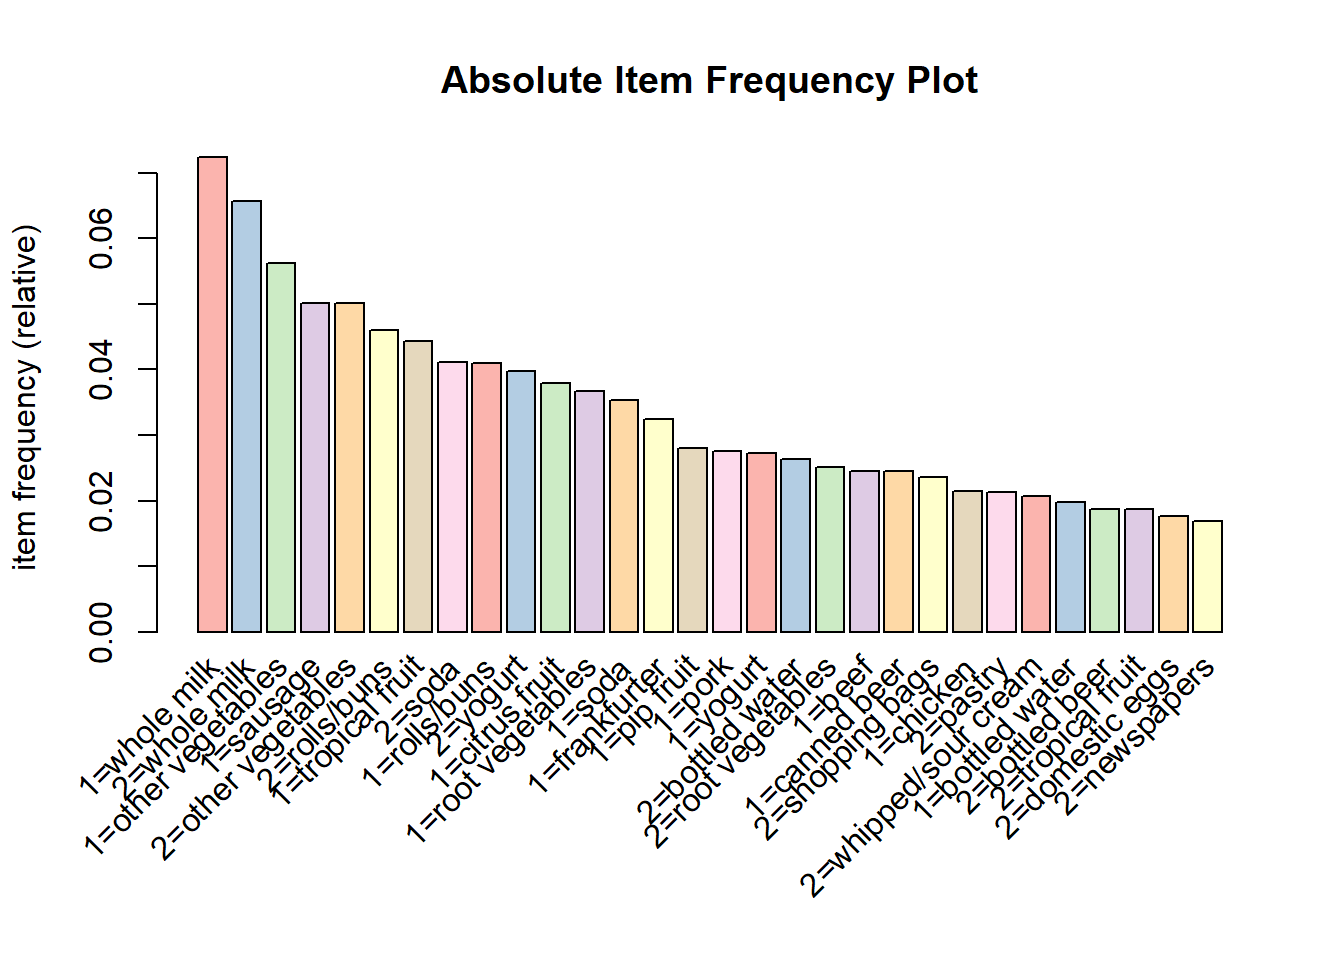 Absolute Item Frequency Plot
item frequency (relative)
0.06
0.04
0.02
0.00
1=whole milk
2=whole milk
1=other vegetables
1=sausage
2=other vegetables
2=rolls/buns
1=tropical fruit
2=soda
1=rolls/buns
2=yogurt
1=citrus fruit
1=root vegetables
1=soda
1=frankfurter
1=pip fruit
1=pork
1=yogurt
2=bottled water
2=root vegetables
1=beef
1=canned beer
2=shopping bags
1=chicken
2=pastry
2=whipped/sour cream
1=bottled water
2=bottled beer
2=tropical fruit
2=domestic eggs
2=newspapers